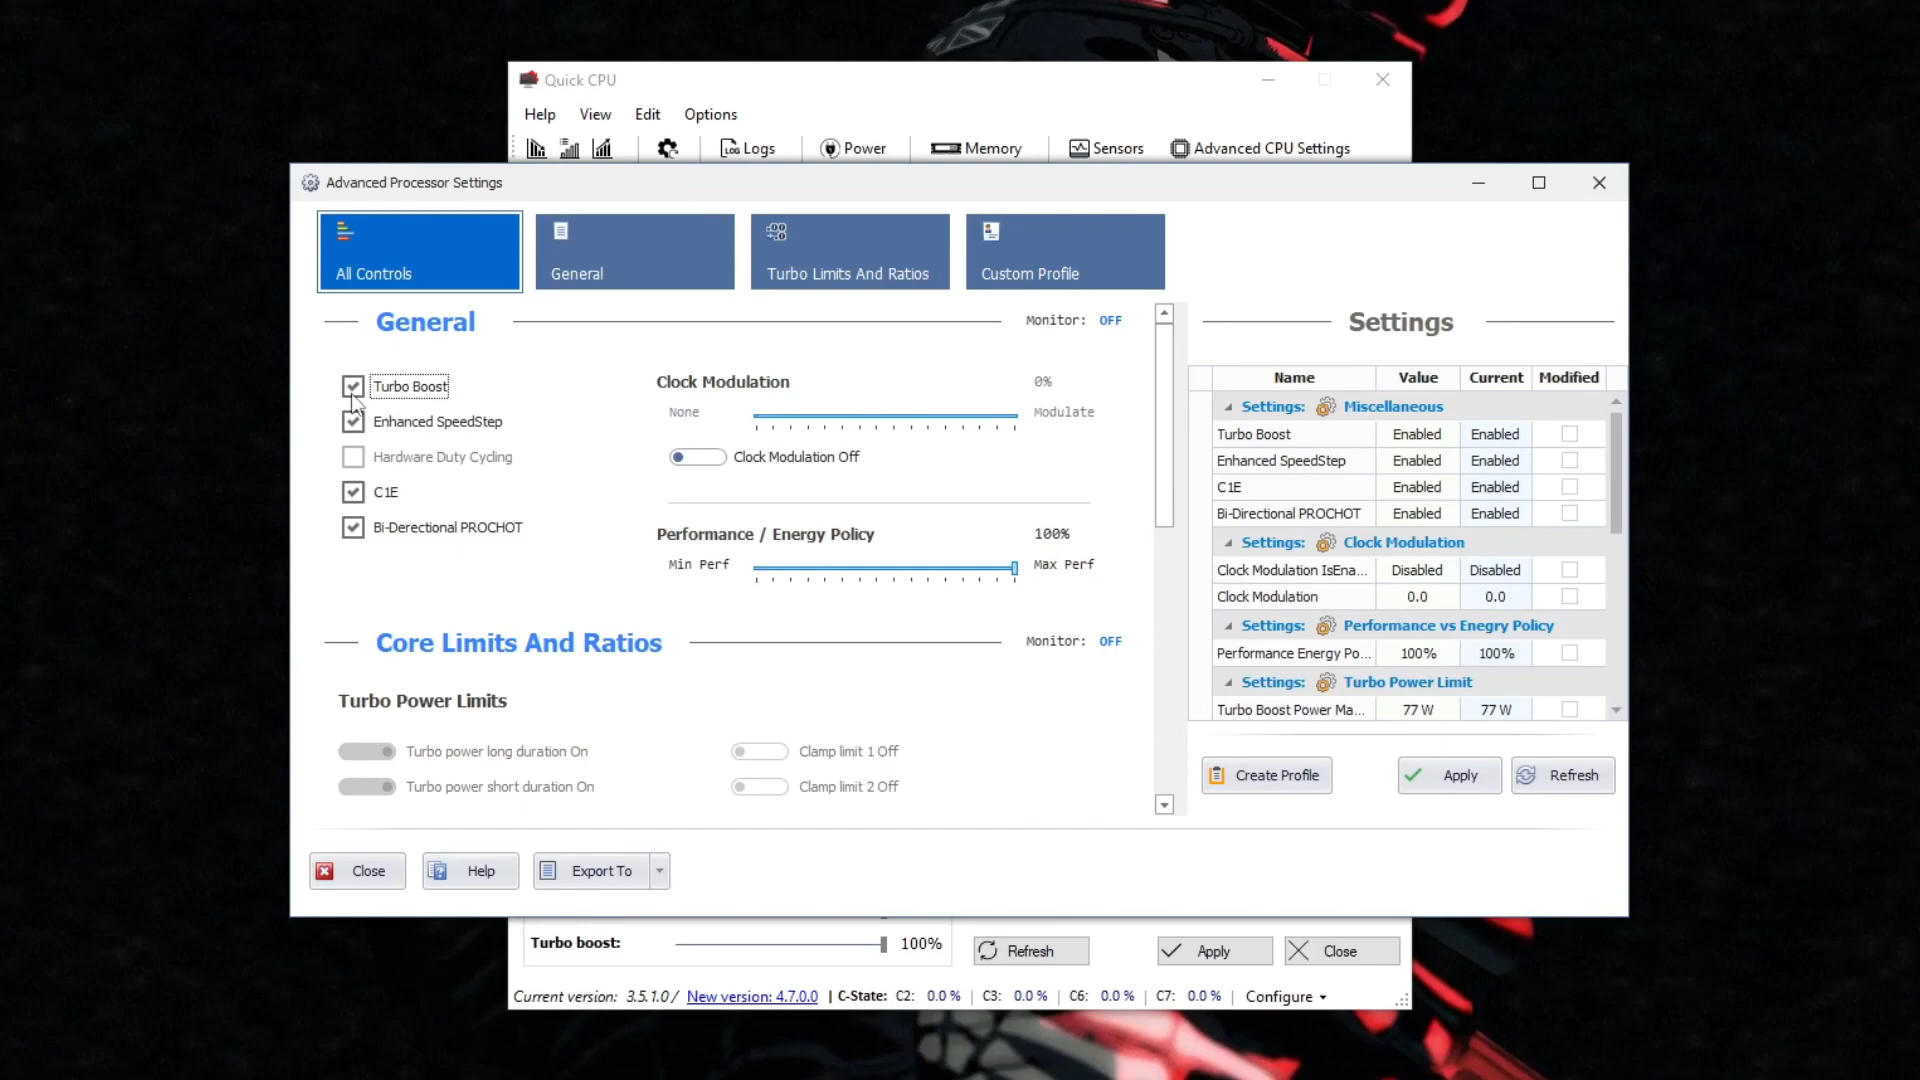 Quick CPU
Help View Edit Options
LOG Logs Power Memory Sensors Advanced CPU Settings
Advanced Processor Settings
All Controls General Turbo Limits And Ratios Custom Profile
General Monitor: OFF
Settings
Turbo Boost
Enhanced SpeedStep
Hardware Duty Cycling
C1E
Bi-Derectional PROCHOT
Clock Modulation 0%
None Modulate
Clock Modulation Off
Performance / Energy Policy 100%
Min Perf Max Perf
Core Limits And Ratios Monitor: OFF
Turbo Power Limits
Turbo power long duration On Clamp limit 1 Off
Turbo power short duration On Clamp limit 2 Off
Name Value Current Modified
Settings: Miscellaneous
Turbo Boost Enabled Enabled
Enhanced SpeedStep Enabled Enabled
C1E Enabled Enabled
Bi-Directional PROCHOT Enabled Enabled
Settings: Clock Modulation
Clock Modulation IsEna... Disabled Disabled
Clock Modulation 0.0 0.0
Settings: Performance vs Enegry Policy
Performance Energy Po... 100% 100%
Settings: Turbo Power Limit
Turbo Boost Power Ma... 77 W 77 W
Create Profile Apply Refresh
Close Help Export To
Turbo boost: 100% Refresh Apply Close
Current version: 3.5.1.0 / New version: 4.7.0.0 | C-State: C2: 0.0 % | C3: 0.0 % | C6: 0.0 % | C7: 0.0 % | Configure